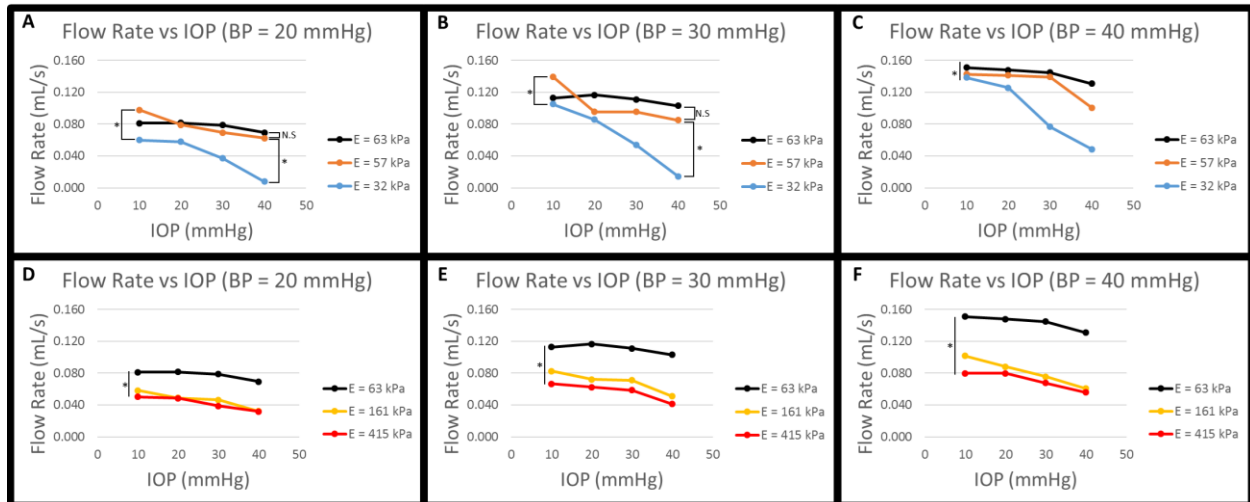 A
Flow Rate vs IOP (BP = 20 mmHg)
Flow Rate (mL/s)
0.160
0.120
0.080
0.040
0.000
0 10 20 30 40 50
IOP (mmHg)
*
N.S
*
E = 63 kPa
E = 57 kPa
E = 32 kPa
B
Flow Rate vs IOP (BP = 30 mmHg)
Flow Rate (mL/s)
0.160
0.120
0.080
0.040
0.000
0 10 20 30 40 50
IOP (mmHg)
*
N.S
*
E = 63 kPa
E = 57 kPa
E = 32 kPa
C
Flow Rate vs IOP (BP = 40 mmHg)
Flow Rate (mL/s)
0.160
0.120
0.080
0.040
0.000
0 10 20 30 40 50
IOP (mmHg)
*
E = 63 kPa
E = 57 kPa
E = 32 kPa
D
Flow Rate vs IOP (BP = 20 mmHg)
Flow Rate (mL/s)
0.160
0.120
0.080
0.040
0.000
0 10 20 30 40 50
IOP (mmHg)
*
E = 63 kPa
E = 161 kPa
E = 415 kPa
E
Flow Rate vs IOP (BP = 30 mmHg)
Flow Rate (mL/s)
0.160
0.120
0.080
0.040
0.000
0 10 20 30 40 50
IOP (mmHg)
*
E = 63 kPa
E = 161 kPa
E = 415 kPa
F
Flow Rate vs IOP (BP = 40 mmHg)
Flow Rate (mL/s)
0.160
0.120
0.080
0.040
0.000
0 10 20 30 40 50
IOP (mmHg)
*
E = 63 kPa
E = 161 kPa
E = 415 kPa